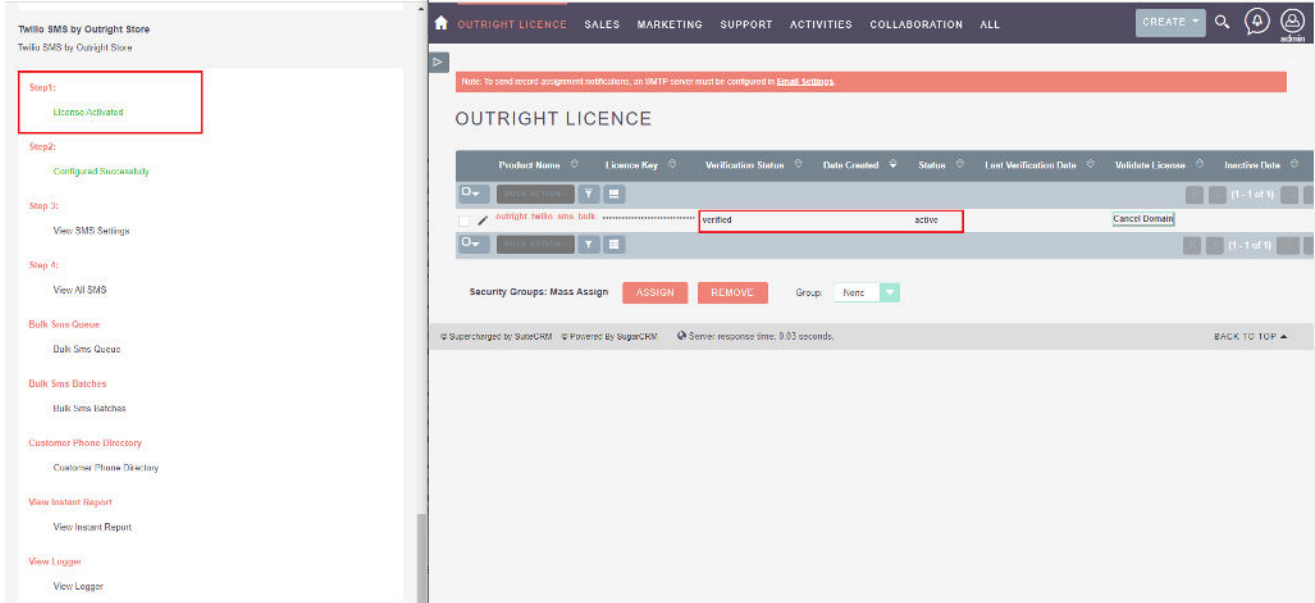 Twilio SMS by Outright Store
Twilio SMS by Outright Store
Step1:
License Activated
Step2:
Configured Successfully
Step 3:
View SMS Settings
Step 4:
View All SMS
Bulk Sms Queue
Bulk Sms Queue
Bulk Sms Batches
Bulk Sms Batches
Customer Phone Directory
Customer Phone Directory
View Instant Report
View Instant Report
View Logger
View Logger
OUTRIGHT LICENCE SALES MARKETING SUPPORT ACTIVITIES COLLABORATION ALL CREATE admin
Note: To send record assignment notifications, an SMTP server must be configured in Email Settings.
OUTRIGHT LICENCE
Product Name Licence Key Verification Status Date Created Status Last Verification Date Validate License Inactive Date
BULK ACTION (1 - 1 of 1)
outright_twilio_sms_bulk verified active Cancel Domain
BULK ACTION (1 - 1 of 1)
Security Groups: Mass Assign ASSIGN REMOVE Group: None
© Supercharged by SuiteCRM © Powered By SugarCRM Server response time: 0.03 seconds. BACK TO TOP